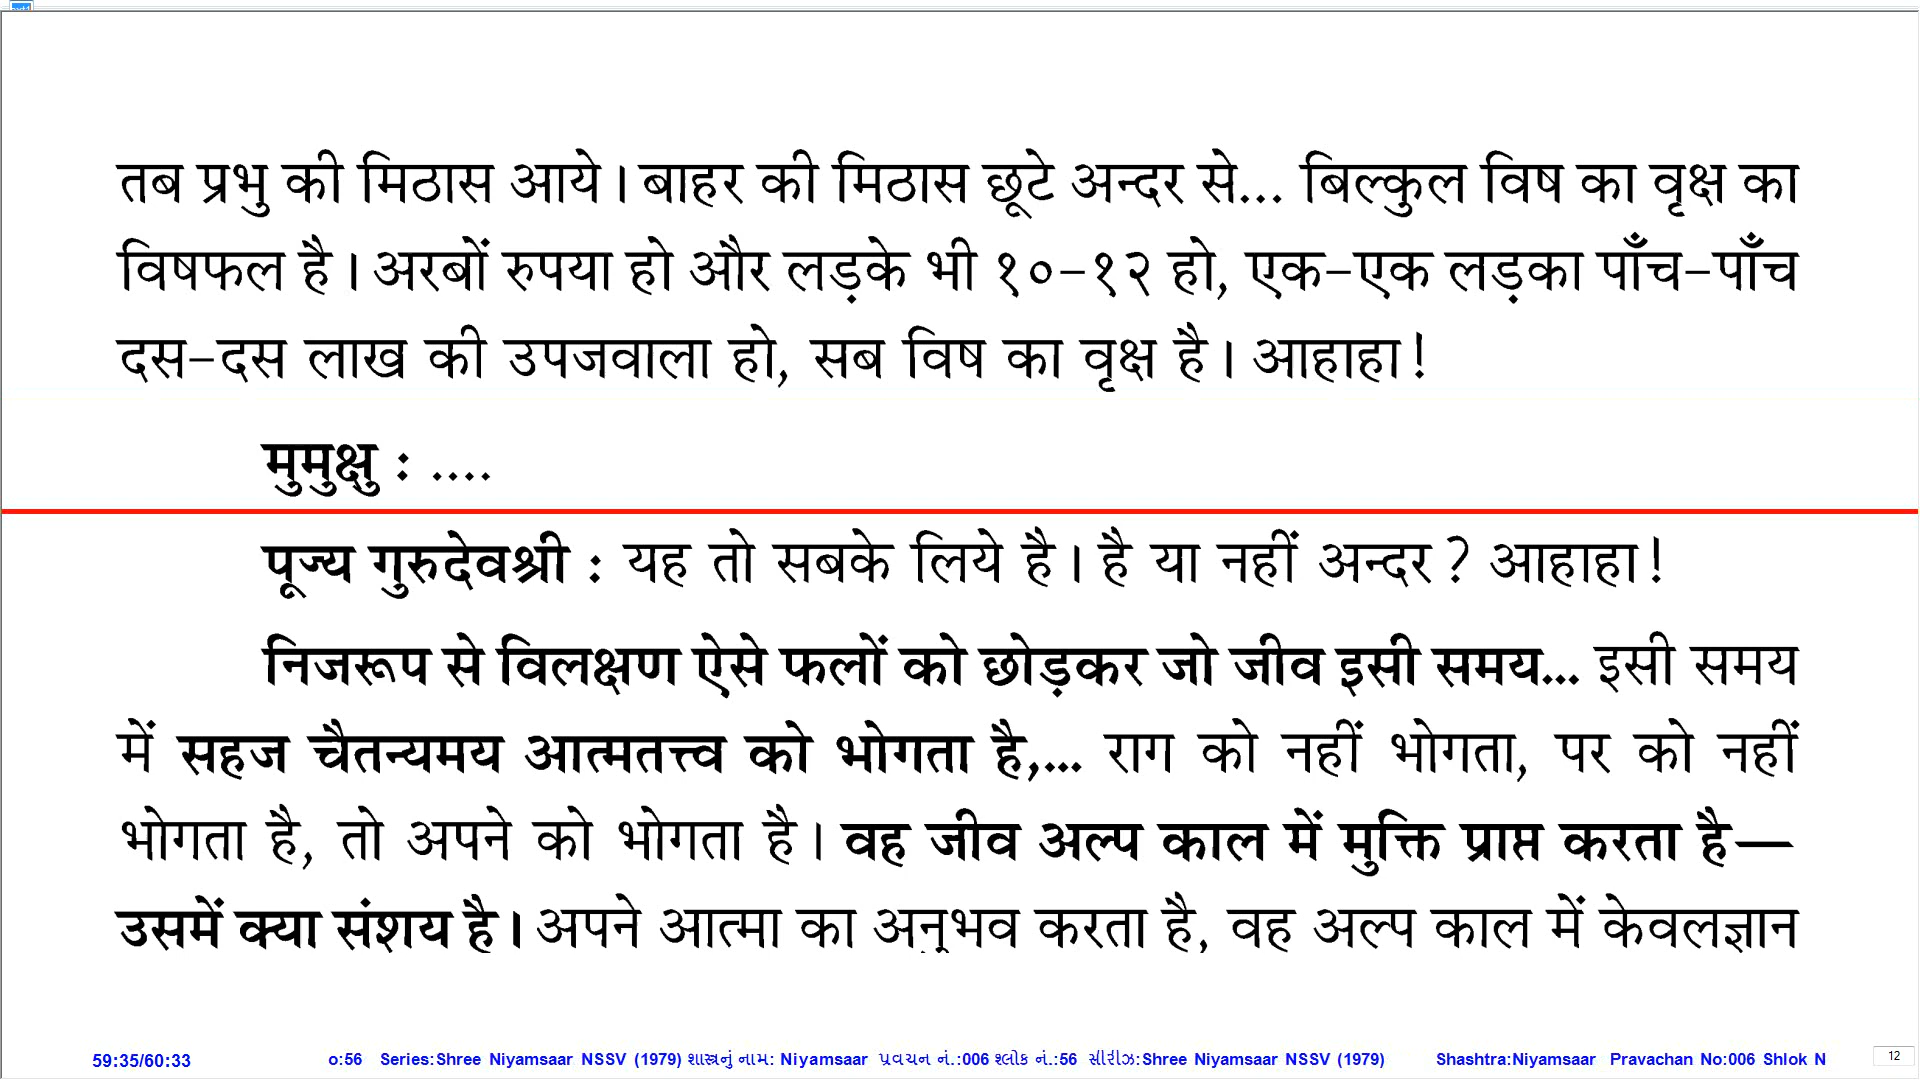 तब प्रभु की मिठास आये। बाहर की मिठास छूटे अन्दर से... बिल्कुल विष का वृक्ष का
विषफल है। अरबों रुपया हो और लड़के भी १०-१२ हो, एक-एक लड़का पाँच-पाँच
दस-दस लाख की उपजवाला हो, सब विष का वृक्ष है। आहाहा!
मुमुक्षु : ....
पूज्य गुरुदेवश्री : यह तो सबके लिये है। है या नहीं अन्दर? आहाहा!
निजरूप से विलक्षण ऐसे फलों को छोड़कर जो जीव इसी समय... इसी समय
में सहज चैतन्यमय आत्मतत्त्व को भोगता है,... राग को नहीं भोगता, पर को नहीं
भोगता है, तो अपने को भोगता है। वह जीव अल्प काल में मुक्ति प्राप्त करता है—
उसमें क्या संशय है। अपने आत्मा का अनुभव करता है, वह अल्प काल में केवलज्ञान
59:35/60:33 o:56 Series:Shree Niyamsaar NSSV (1979) શાસ્ત્રનું નામ: Niyamsaar પ્રવચન નં.:006 શ્લોક નં.:56 સીરીઝ:Shree Niyamsaar NSSV (1979) Shashtra:Niyamsaar Pravachan No:006 Shlok N 12